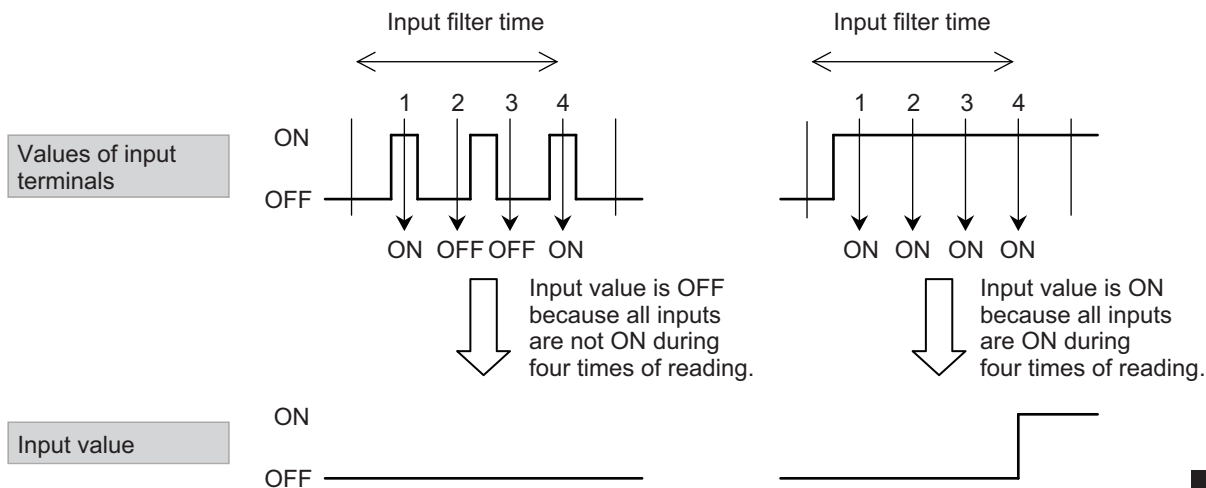 Input filter time
Input filter time
1 2 3 4
1 2 3 4
Values of input
terminals
ON
OFF
ON OFF OFF ON
ON ON ON ON
Input value is OFF
because all inputs
are not ON during
four times of reading.
Input value is ON
because all inputs
are ON during
four times of reading.
Input value
ON
OFF